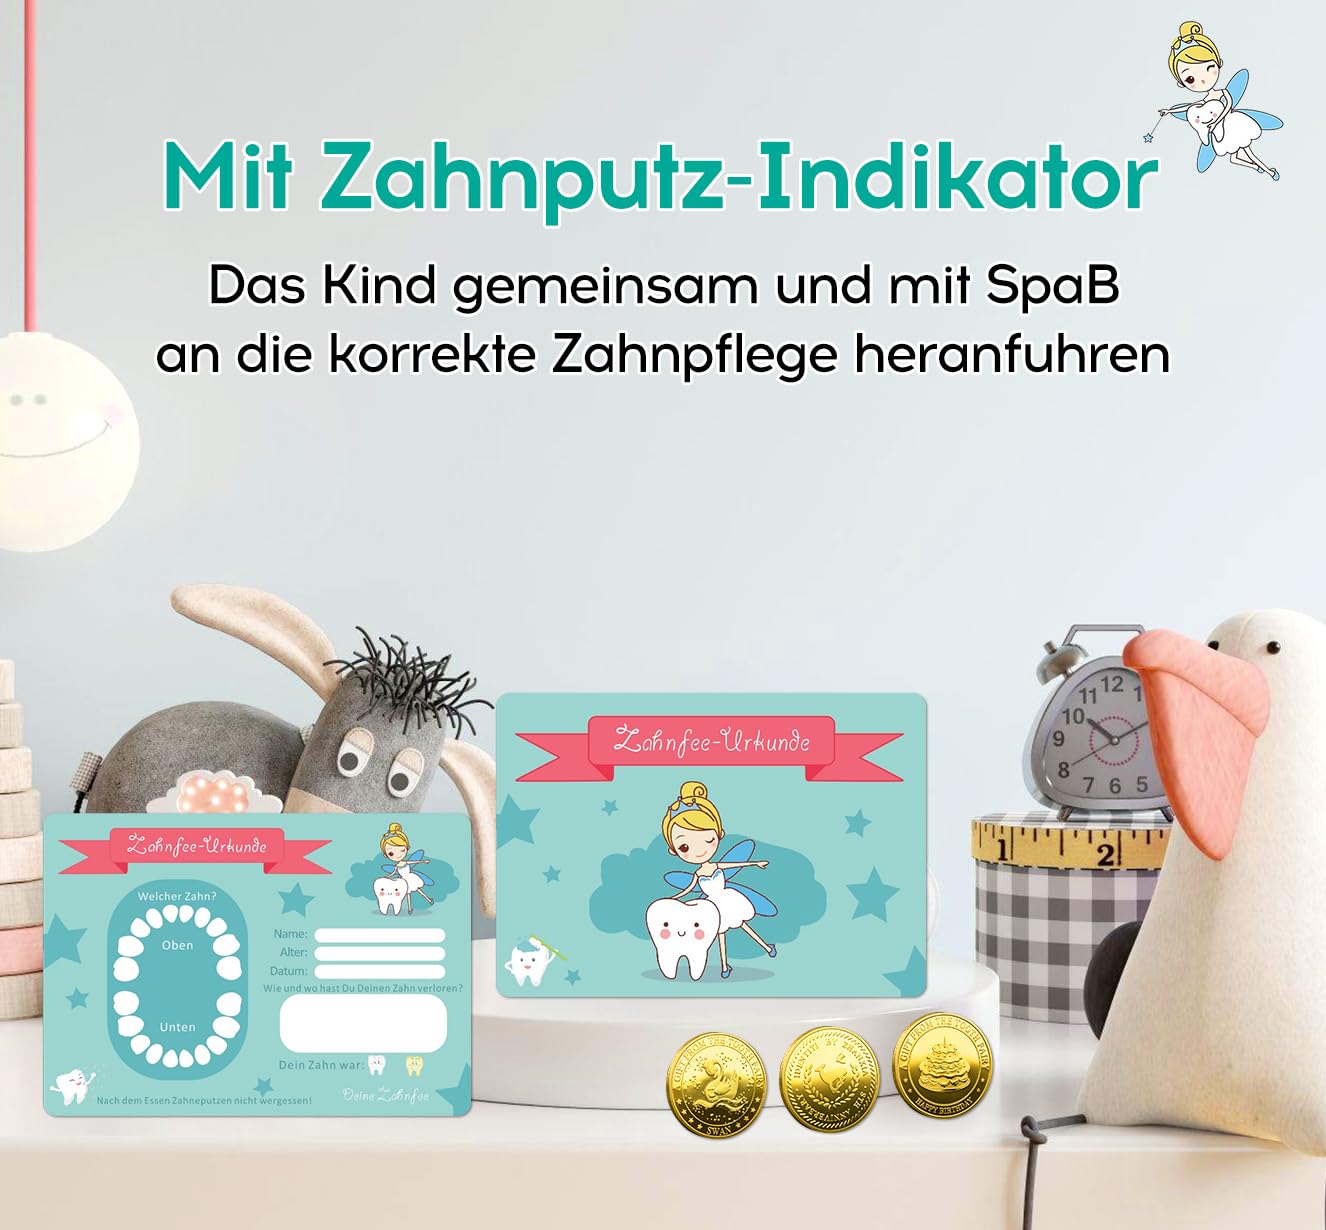 Mit Zahnputz-Indikator
Das Kind gemeinsam und mit SpaB
an die korrekte Zahnpflege heranfuhren
Zahnfee-Urkunde
Welcher Zahn?
Oben
Unten
Name:
Alter:
Datum:
Wie und wo hast Du Deinen Zahn verloren?
Dein Zahn war:
Nach dem Essen Zahneputzen nicht wergessen!
Deine Zahnfee
Zahnfee-Urkunde
GIFT FROM THE TOOTH FAIRY
SWAN
5TH ANNIVERSARY
A GIFT FROM THE TOOTH FAIRY
HAPPY BIRTHDAY
11 12 1
10
9
8
7 6 5
1 2